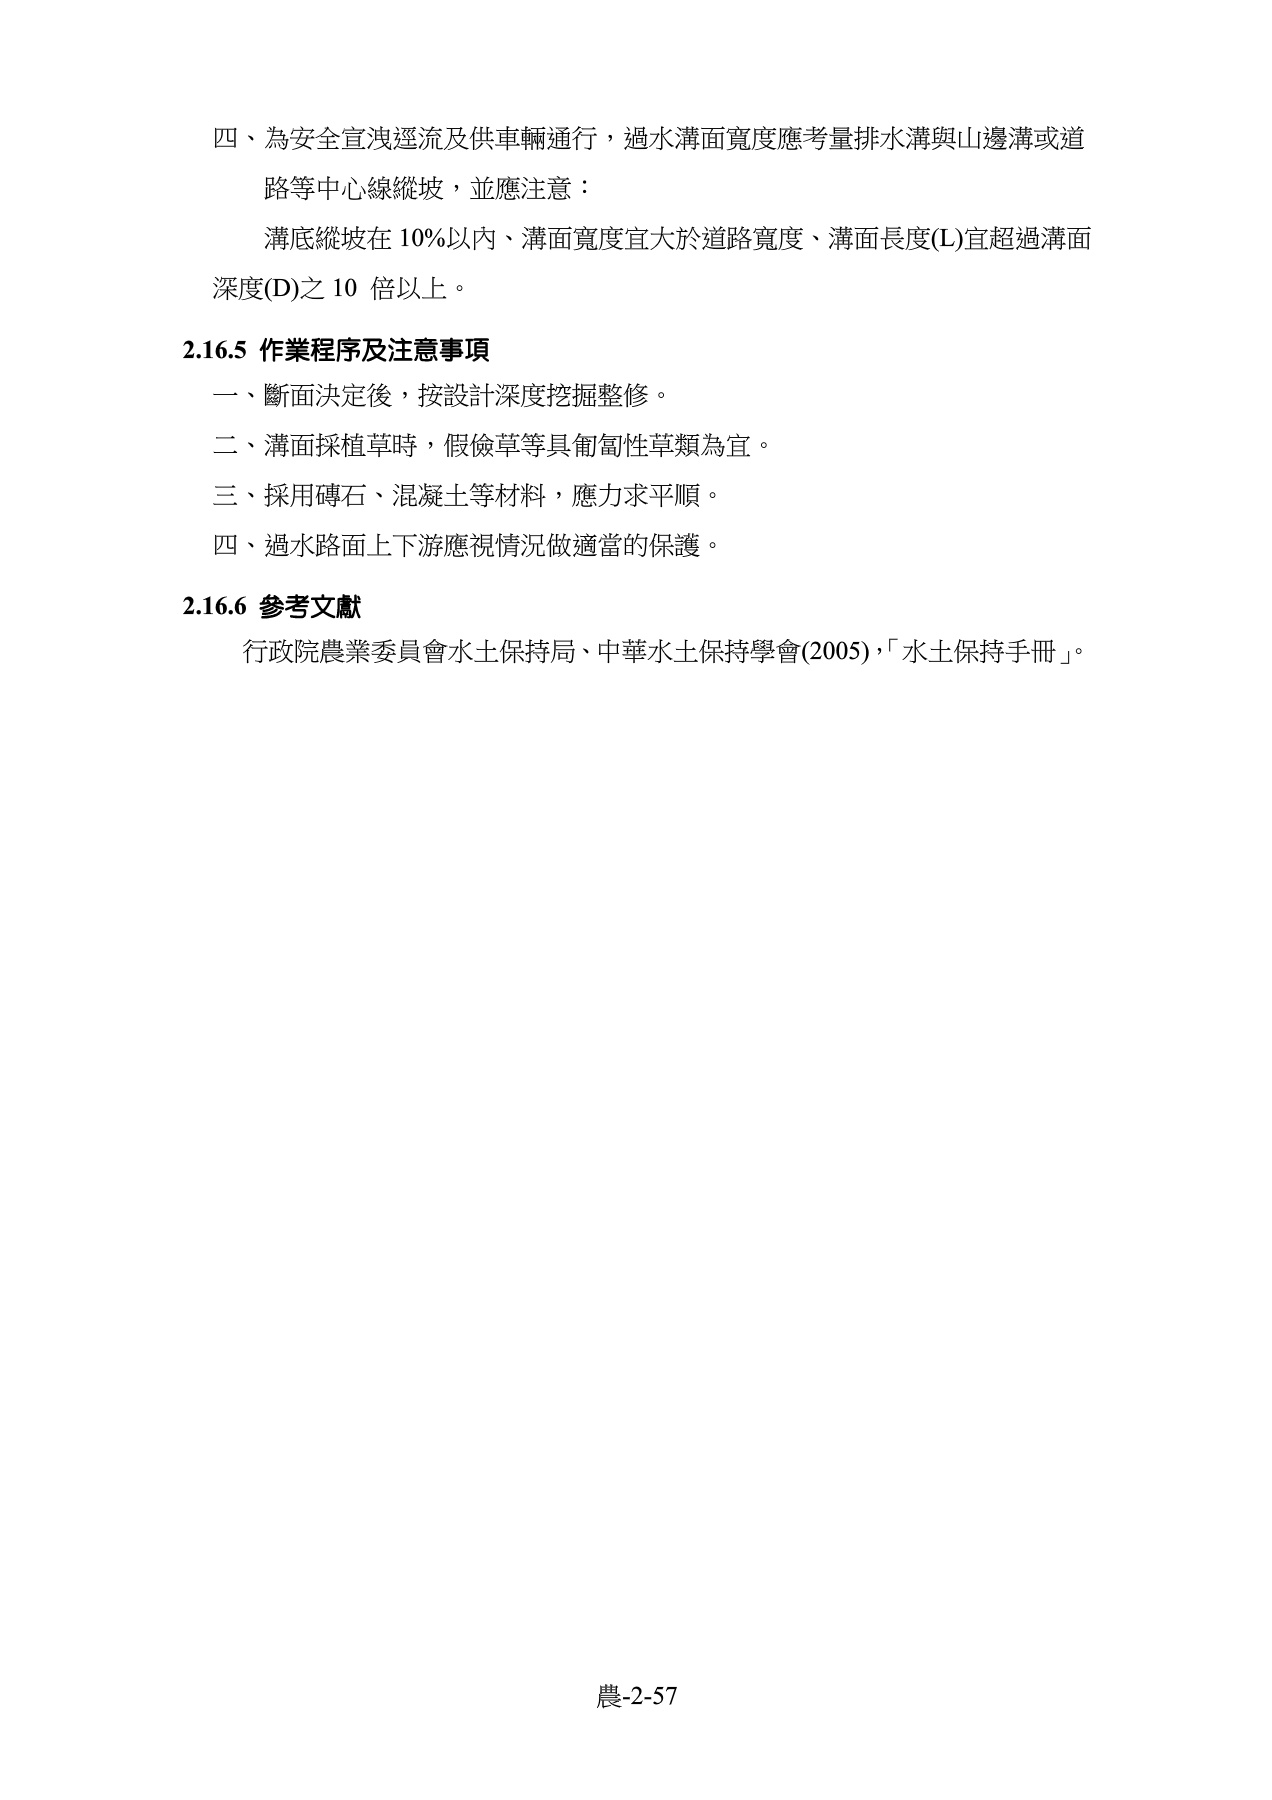 四、為安全宣洩逕流及供車輛通行，過水溝面寬度應考量排水溝與山邊溝或道
路等中心線縱坡，並應注意：
溝底縱坡在 10%以內、溝面寬度宜大於道路寬度、溝面長度(L)宜超過溝面
深度(D)之 10 倍以上。
2.16.5 作業程序及注意事項
一、斷面決定後，按設計深度挖掘整修。
二、溝面採植草時，假儉草等具匍匐性草類為宜。
三、採用磚石、混凝土等材料，應力求平順。
四、過水路面上下游應視情況做適當的保護。
2.16.6 參考文獻
行政院農業委員會水土保持局、中華水土保持學會(2005)，「水土保持手冊」。
農-2-57